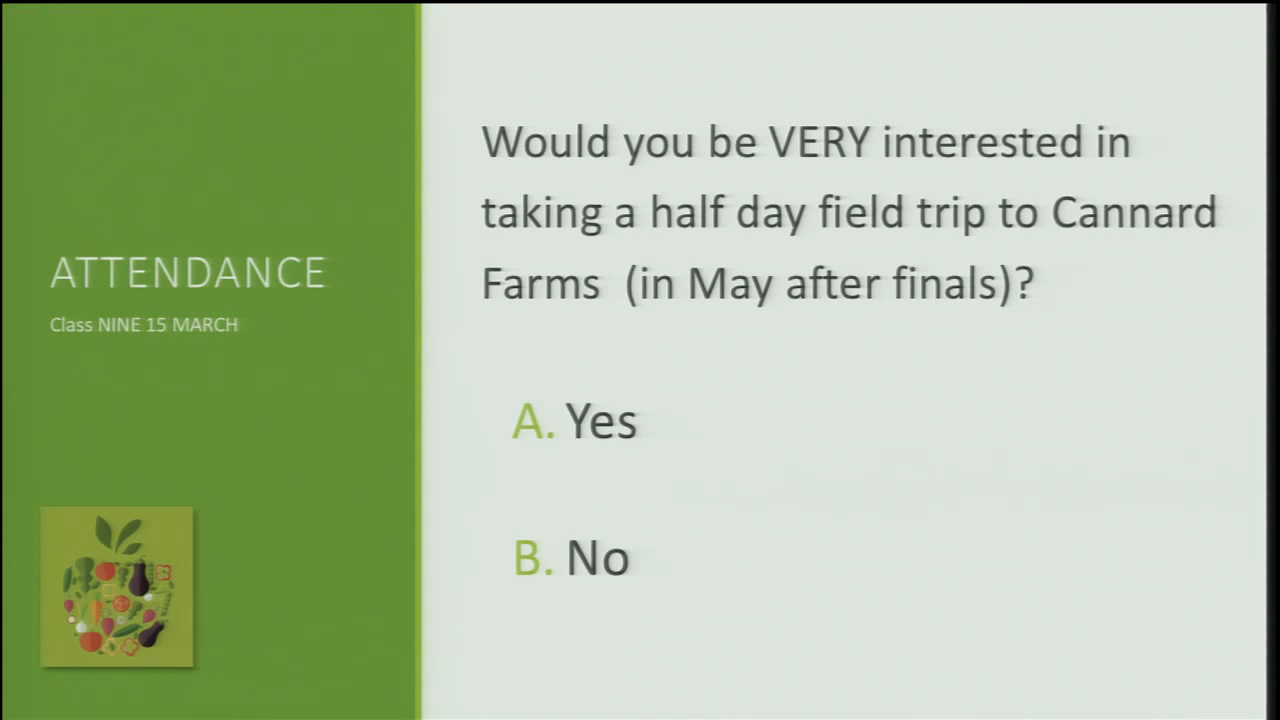 ATTENDANCE
Class NINE 15 MARCH
Would you be VERY interested in
taking a half day field trip to Cannard
Farms (in May after finals)?
A. Yes
B. No